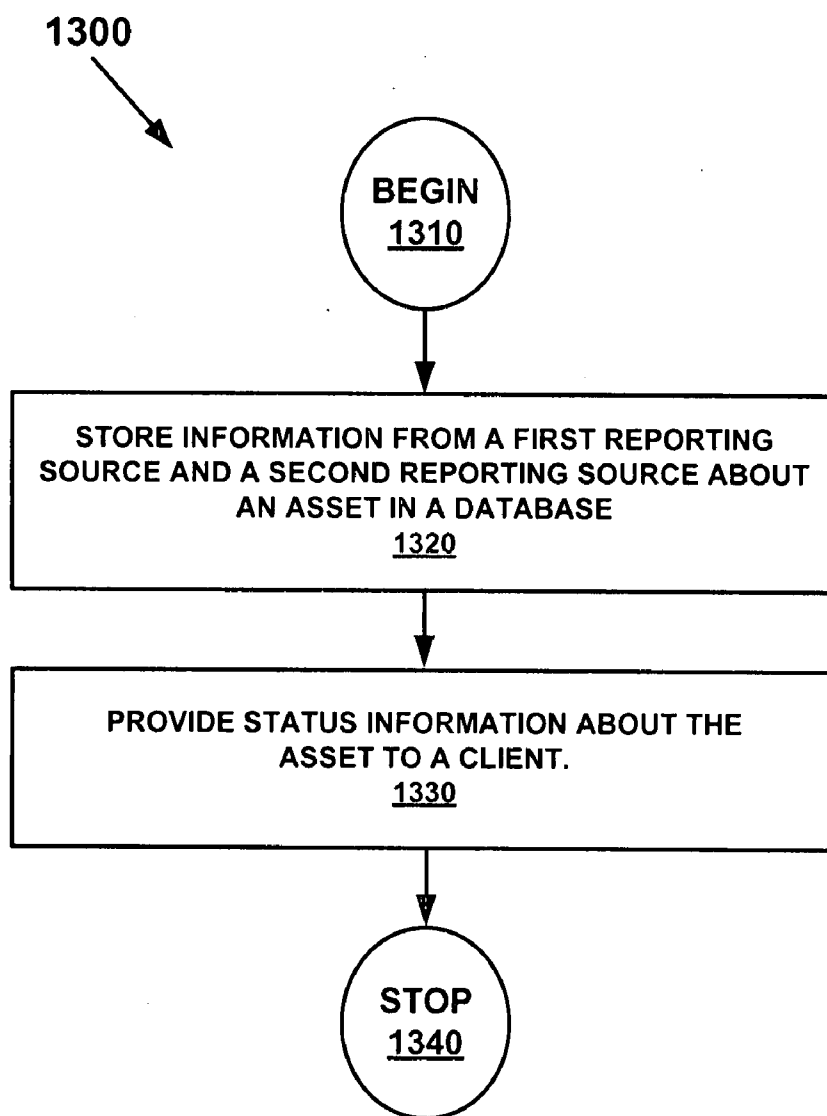 1300
BEGIN
1310
STORE INFORMATION FROM A FIRST REPORTING
SOURCE AND A SECOND REPORTING SOURCE ABOUT
AN ASSET IN A DATABASE
1320
PROVIDE STATUS INFORMATION ABOUT THE
ASSET TO A CLIENT.
1330
STOP
1340